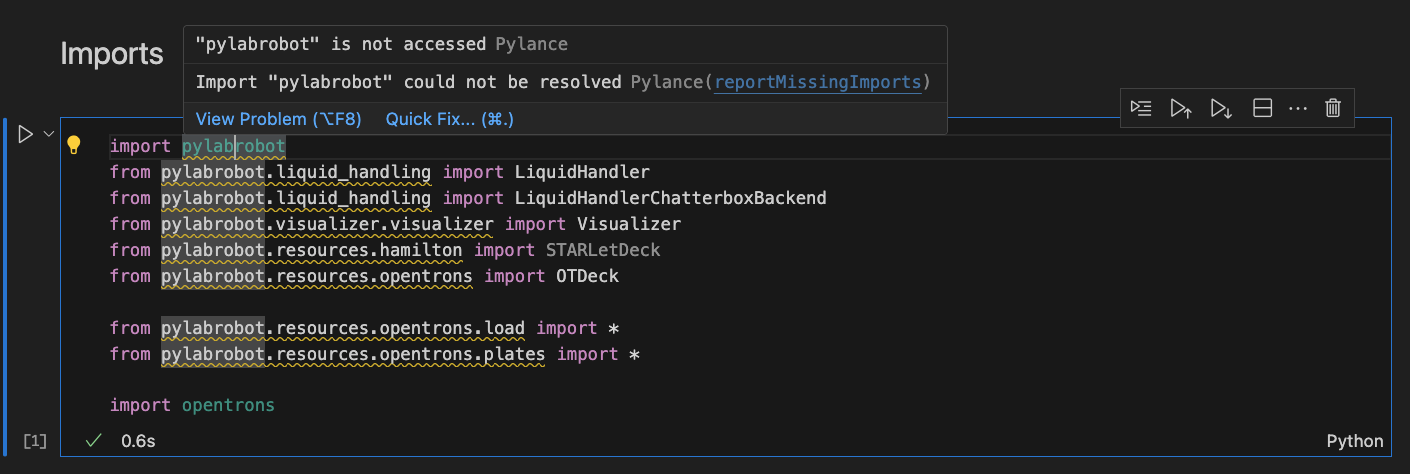 Imports
"pylabrobot" is not accessed Pylance
Import "pylabrobot" could not be resolved Pylance(reportMissingImports)
View Problem (⌥F8) Quick Fix... (⌘.)
import pylabrobot
from pylabrobot.liquid_handling import LiquidHandler
from pylabrobot.liquid_handling import LiquidHandlerChatterboxBackend
from pylabrobot.visualizer.visualizer import Visualizer
from pylabrobot.resources.hamilton import STARLetDeck
from pylabrobot.resources.opentrons import OTDeck
from pylabrobot.resources.opentrons.load import *
from pylabrobot.resources.opentrons.plates import *
import opentrons
[1] 0.6s Python